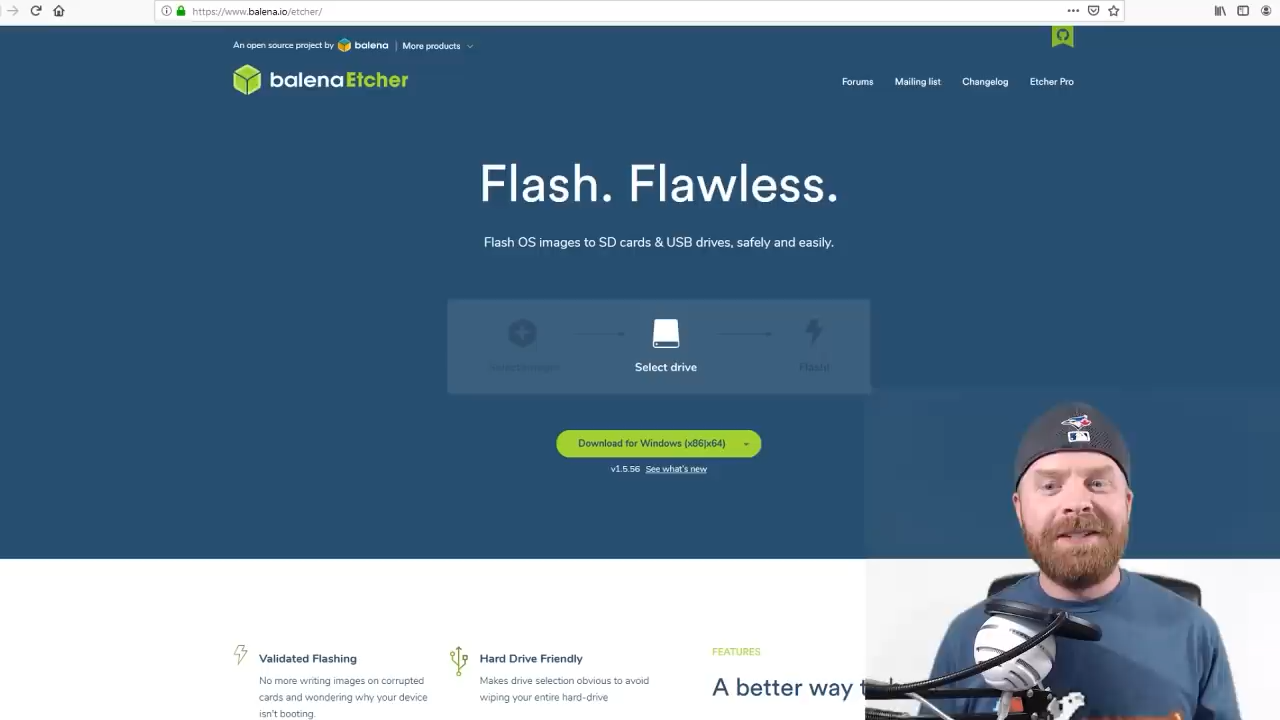 https://www.balena.io/etcher/
An open source project by balena More products
balenaEtcher
Forums Mailing list Changelog Etcher Pro
Flash. Flawless.
Flash OS images to SD cards & USB drives, safely and easily.
Select drive Flash!
Download for Windows (x86|x64)
v1.5.56 See what's new
FEATURES
Validated Flashing
Hard Drive Friendly
No more writing images on corrupted
cards and wondering why your device
isn't booting.
Makes drive selection obvious to avoid
wiping your entire hard-drive
A better way